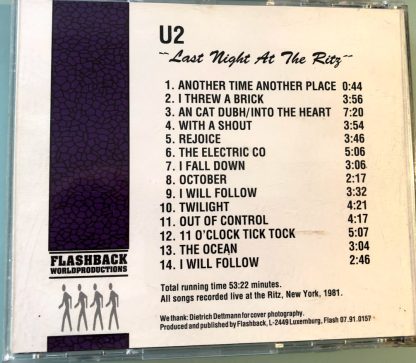 U2
~~Last Night At The Ritz~~
1. ANOTHER TIME ANOTHER PLACE 0:44
2. I THREW A BRICK 3:56
3. AN CAT DUBH/INTO THE HEART 7:20
4. WITH A SHOUT 3:54
5. REJOICE 3:46
6. THE ELECTRIC CO 5:06
7. I FALL DOWN 3:06
8. OCTOBER 2:17
9. I WILL FOLLOW 3:32
10. TWILIGHT 4:21
11. OUT OF CONTROL 4:17
12. 11 O'CLOCK TICK TOCK 5:07
13. THE OCEAN 3:04
14. I WILL FOLLOW 2:46
FLASHBACK
WORLDPRODUCTIONS
Total running time 53:22 minutes.
All songs recorded live at the Ritz, New York, 1981.
We thank: Dietrich Dettmann for cover photography.
Produced and published by Flashback, L-2449 Luxemburg, Flash 07.91.0157